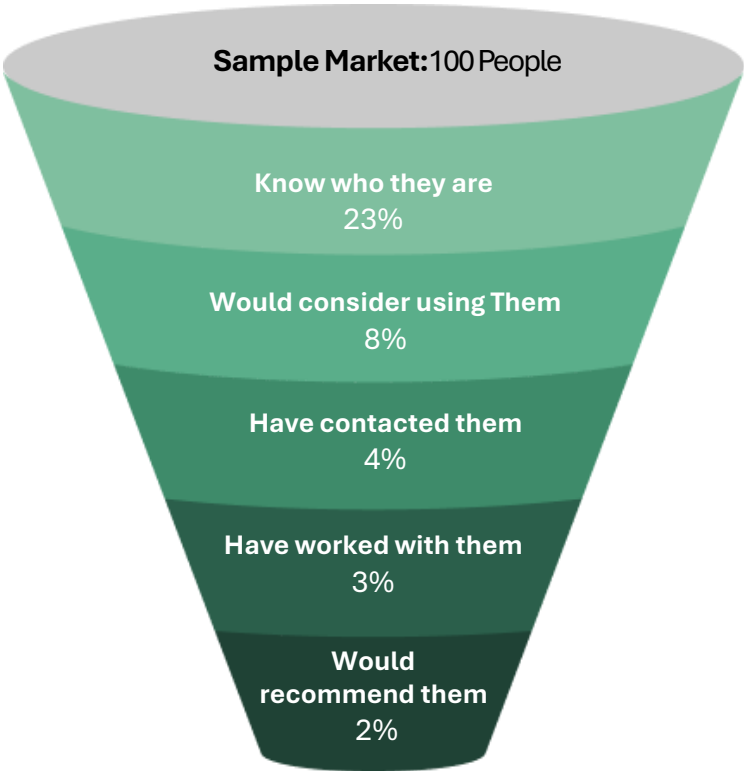 Sample Market:100 People
Know who they are
23%
Would consider using Them
8%
Have contacted them
4%
Have worked with them
3%
Would
recommend them
2%